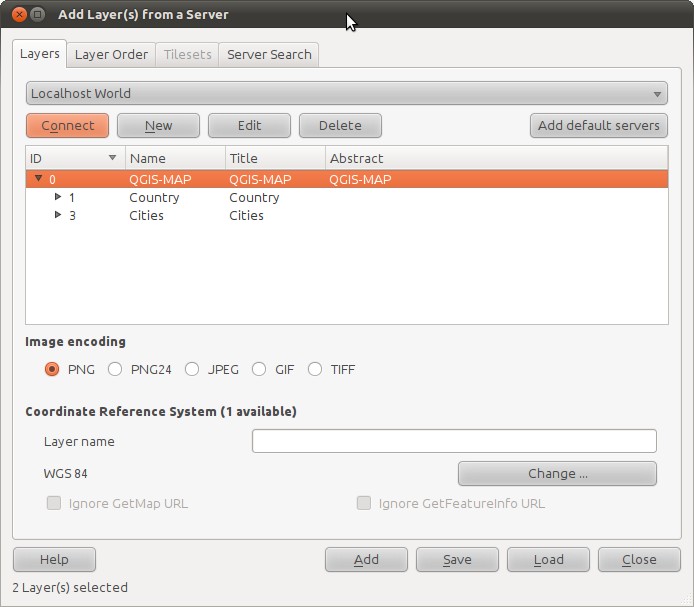 Add Layer(s) from a Server
Layers Layer Order Tilesets Server Search
Localhost World
Connect New Edit Delete Add default servers
ID Name Title Abstract
0 QGIS-MAP QGIS-MAP QGIS-MAP
1 Country Country
3 Cities Cities
Image encoding
PNG PNG24 JPEG GIF TIFF
Coordinate Reference System (1 available)
Layer name
WGS 84 Change ...
Ignore GetMap URL Ignore GetFeatureInfo URL
Help Add Save Load Close
2 Layer(s) selected